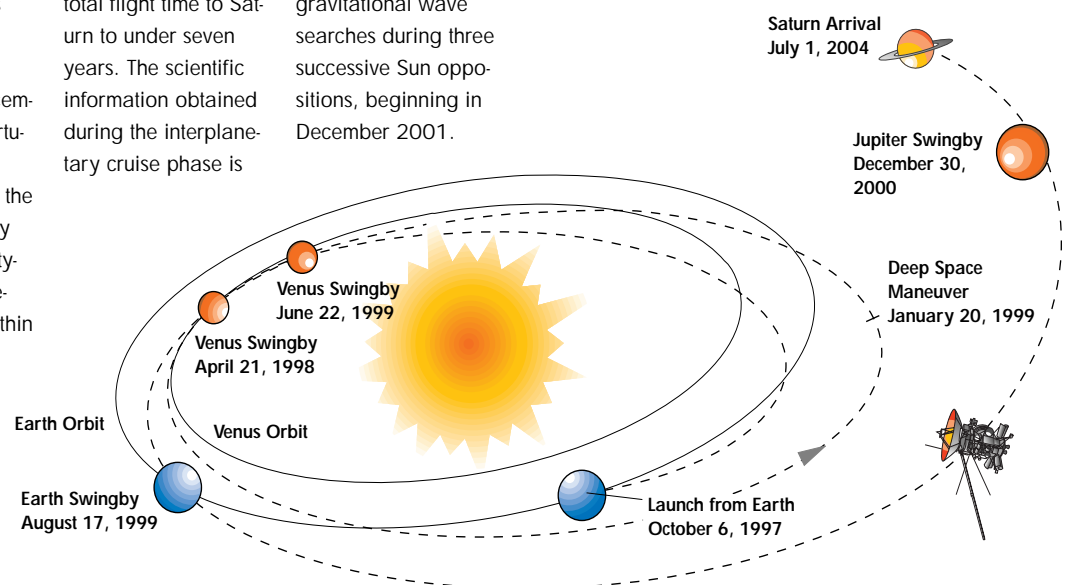 total flight time to Sat-
urn to under seven
years. The scientific
information obtained
during the interplane-
tary cruise phase is
gravitational wave
searches during three
successive Sun oppo-
sitions, beginning in
December 2001.
the
Saturn Arrival
July 1, 2004
Jupiter Swingby
December 30,
2000
Deep Space
Maneuver
January 20, 1999
Venus Swingby
June 22, 1999
Venus Swingby
April 21, 1998
Earth Orbit
Venus Orbit
Earth Swingby
August 17, 1999
Launch from Earth
October 6, 1997